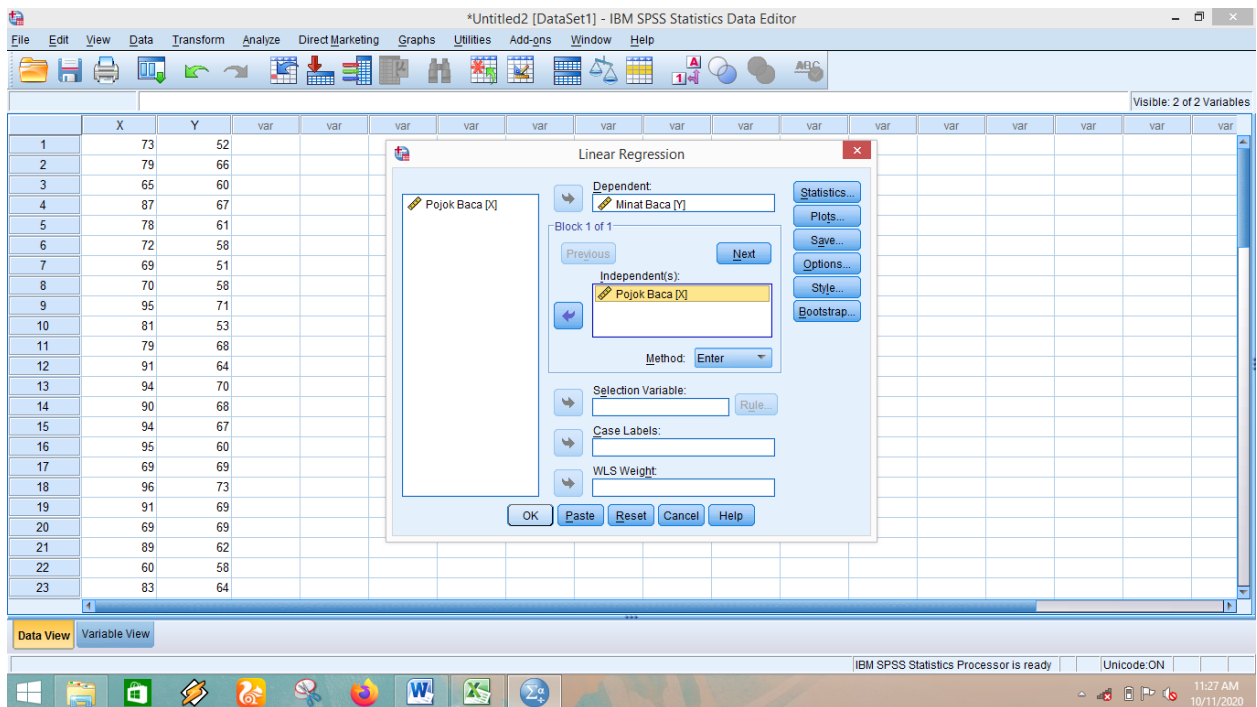 *Untitled2 [DataSet1] - IBM SPSS Statistics Data Editor
File Edit View Data Transform Analyze Direct Marketing Graphs Utilities Add-ons Window Help
Visible: 2 of 2 Variables
X Y var var var var var var var var var var var var var var var
1 73 52
2 79 66
3 65 60
4 87 67
5 78 61
6 72 58
7 69 51
8 70 58
9 95 71
10 81 53
11 79 68
12 91 64
13 94 70
14 90 68
15 94 67
16 95 60
17 69 69
18 96 73
19 91 69
20 69 69
21 89 62
22 60 58
23 83 64
Linear Regression
Pojok Baca [X]
Dependent:
Minat Baca [Y]
Block 1 of 1
Previous Next
Independent(s):
Pojok Baca [X]
Method: Enter
Selection Variable:
Rule...
Case Labels:
WLS Weight:
Statistics...
Plots...
Save...
Options...
Style...
Bootstrap...
OK Paste Reset Cancel Help
Data View Variable View
IBM SPSS Statistics Processor is ready Unicode:ON
11:27 AM
10/11/2020